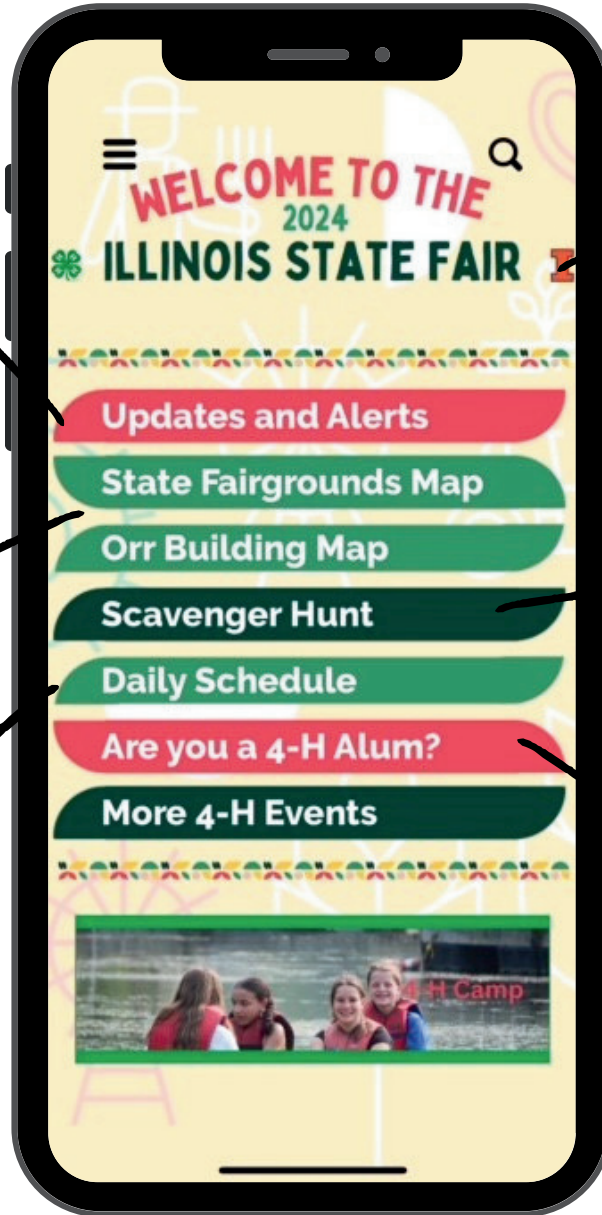 WELCOME TO THE
2024
ILLINOIS STATE FAIR I
Updates and Alerts
State Fairgrounds Map
Orr Building Map
Scavenger Hunt
Daily Schedule
Are you a 4-H Alum?
More 4-H Events
4-H Camp